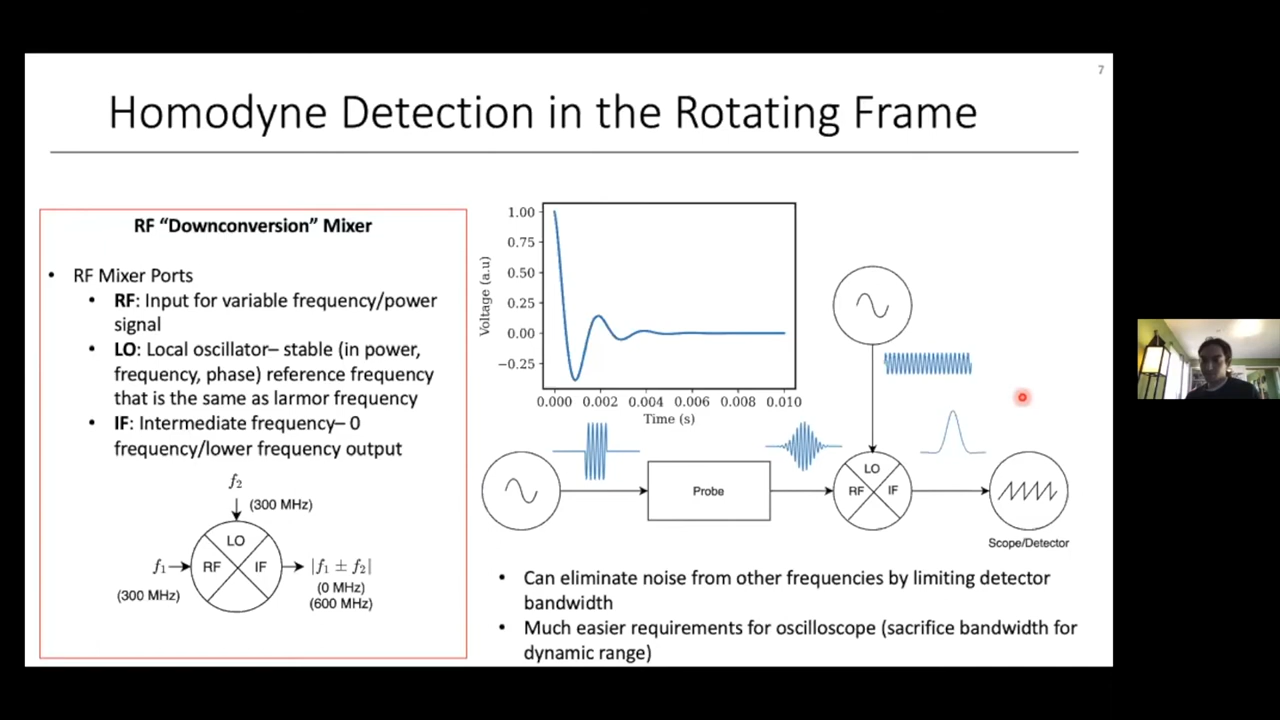 7
Homodyne Detection in the Rotating Frame
RF “Downconversion” Mixer
• RF Mixer Ports
• RF: Input for variable frequency/power
signal
• LO: Local oscillator– stable (in power,
frequency, phase) reference frequency
that is the same as larmor frequency
• IF: Intermediate frequency– 0
frequency/lower frequency output
f₂
(300 MHz)
LO
f₁
RF
IF
|f₁ ± f₂|
(300 MHz)
(0 MHz)
(600 MHz)
Voltage (a.u)
1.00
0.75
0.50
0.25
0.00
−0.25
0.000 0.002 0.004 0.006 0.008 0.010
Time (s)
Probe
LO
RF
IF
Scope/Detector
• Can eliminate noise from other frequencies by limiting detector
bandwidth
• Much easier requirements for oscilloscope (sacrifice bandwidth for
dynamic range)